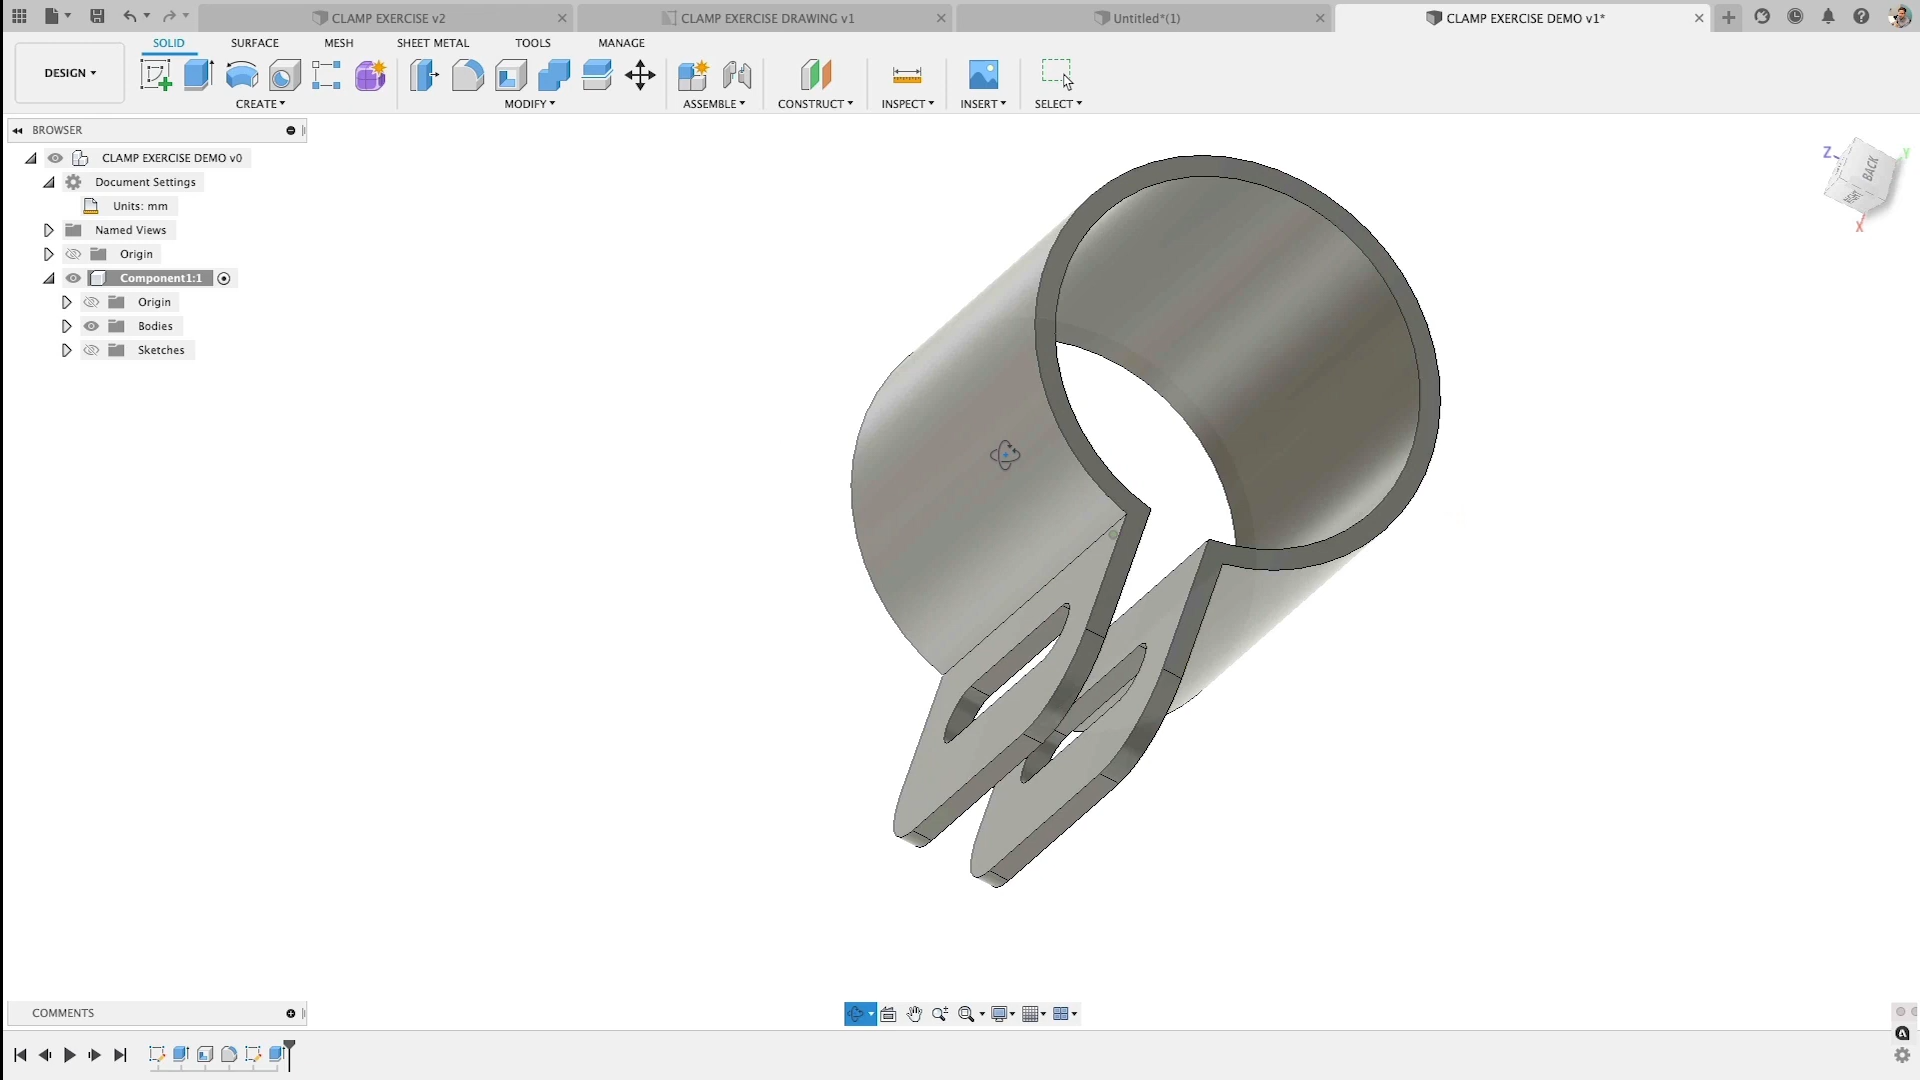 CLAMP EXERCISE v2
CLAMP EXERCISE DRAWING v1
Untitled*(1)
CLAMP EXERCISE DEMO v1*
DESIGN
SOLID
SURFACE
MESH
SHEET METAL
TOOLS
MANAGE
CREATE
MODIFY
ASSEMBLE
CONSTRUCT
INSPECT
INSERT
SELECT
BROWSER
CLAMP EXERCISE DEMO v0
Document Settings
Units: mm
Named Views
Origin
Component1:1
Origin
Bodies
Sketches
Z
Y
BACK
RIGHT
X
COMMENTS